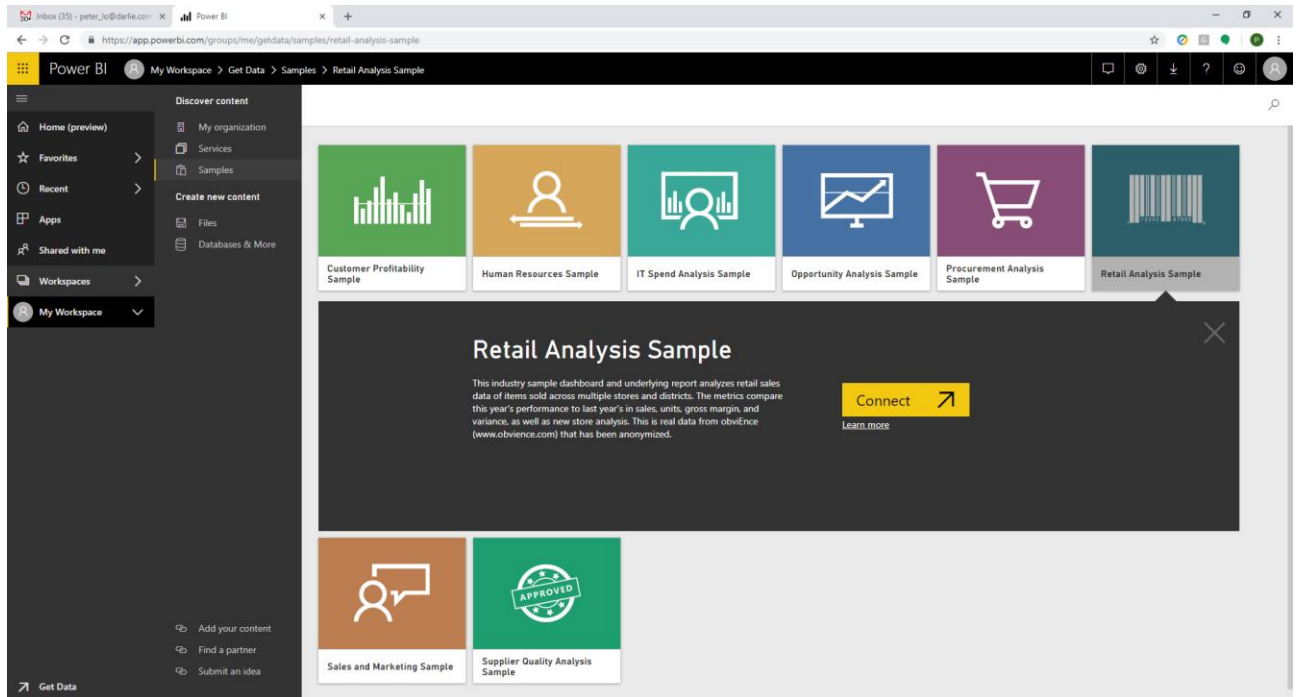 Inbox (35) - peter_lo@darlie.com
Power BI
https://app.powerbi.com/groups/me/getdata/samples/retail-analysis-sample
Power BI
My Workspace > Get Data > Samples > Retail Analysis Sample
Home (preview)
Favorites
Recent
Apps
Shared with me
Workspaces
My Workspace
Get Data
Discover content
My organization
Services
Samples
Create new content
Files
Databases & More
Add your content
Find a partner
Submit an idea
Customer Profitability
Sample
Human Resources Sample
IT Spend Analysis Sample
Opportunity Analysis Sample
Procurement Analysis
Sample
Retail Analysis Sample
Retail Analysis Sample
This industry sample dashboard and underlying report analyzes retail sales
data of items sold across multiple stores and districts. The metrics compare
this year's performance to last year's in sales, units, gross margin, and
variance, as well as new store analysis. This is real data from obviEnce
(www.obvience.com) that has been anonymized.
Connect
Learn more
APPROVED
Sales and Marketing Sample
Supplier Quality Analysis
Sample